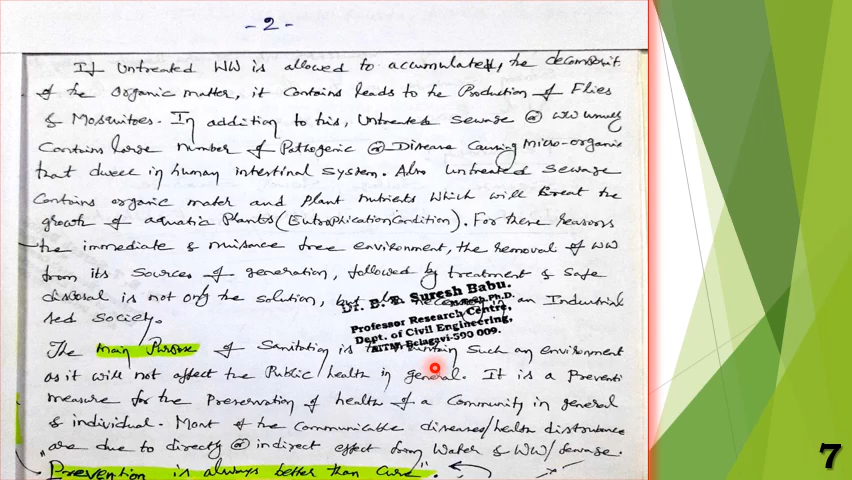 - 2 -
If Untreated WW is allowed to accumulated, the decomposit
of the organic matter, it contains leads to the Production of Flies
& Mosquitoes. In addition to this, Untreated sewage @ WW usually
Contains large number of Pathogenic @ Disease Causing Micro-organis
that dwell in human intestinal system. Also Untreated sewage
Contains organic mater and Plant nutrients which will the
growth of aquatic Plants (Eutrophication Condition). For these reasons
the immediate & nuisance free environment, the removal of WW
from its sources of generation, followed by treatment & safe
disposal is not only the solution, but in an Industrial
sed society.
Dr. B. T. Suresh Babu.
Ph.D.
Professor Research Centre,
Dept. of Civil Engineering,
AITM, Belagavi-590 009.
The main Purpose of Sanitation is to such an environment
as it will not affect the Public health in general. It is a Preventi
measure for the Preservation of health of a Community in general
& individual. Most of the communicable diseases/health disturbance
are due to directly @ indirect effect from Water & WW/sewage.
"Prevention is always better than Cure".
7